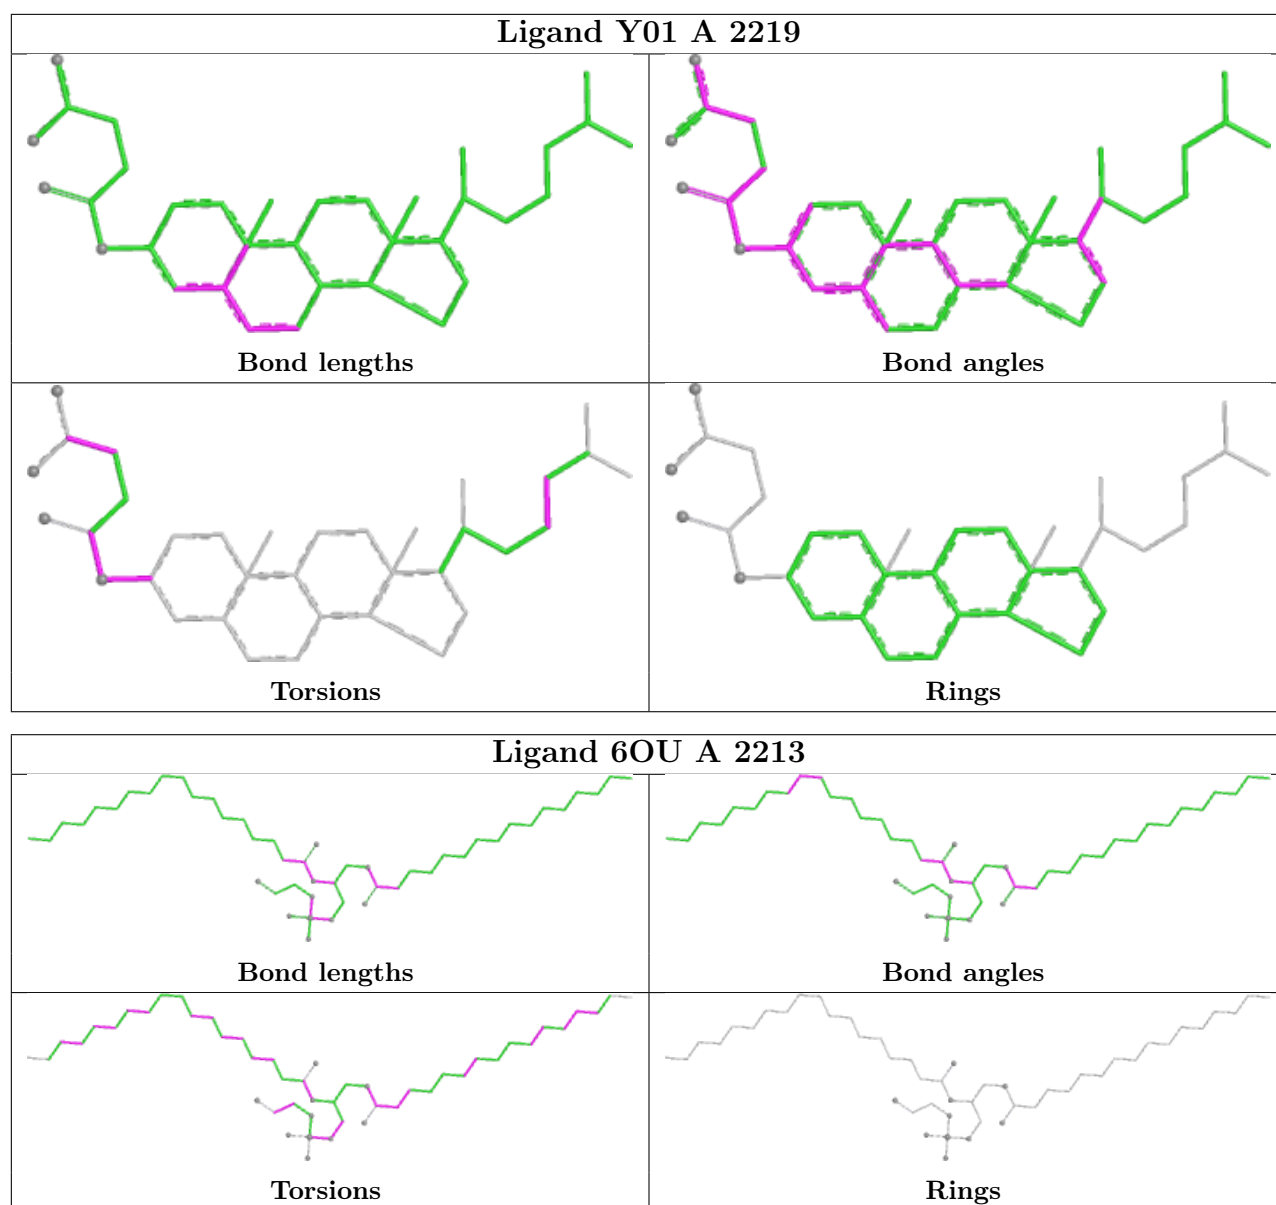 Ligand Y01 A 2219
Bond lengths
Bond angles
Torsions
Rings
Ligand 6OU A 2213
Bond lengths
Bond angles
Torsions
Rings